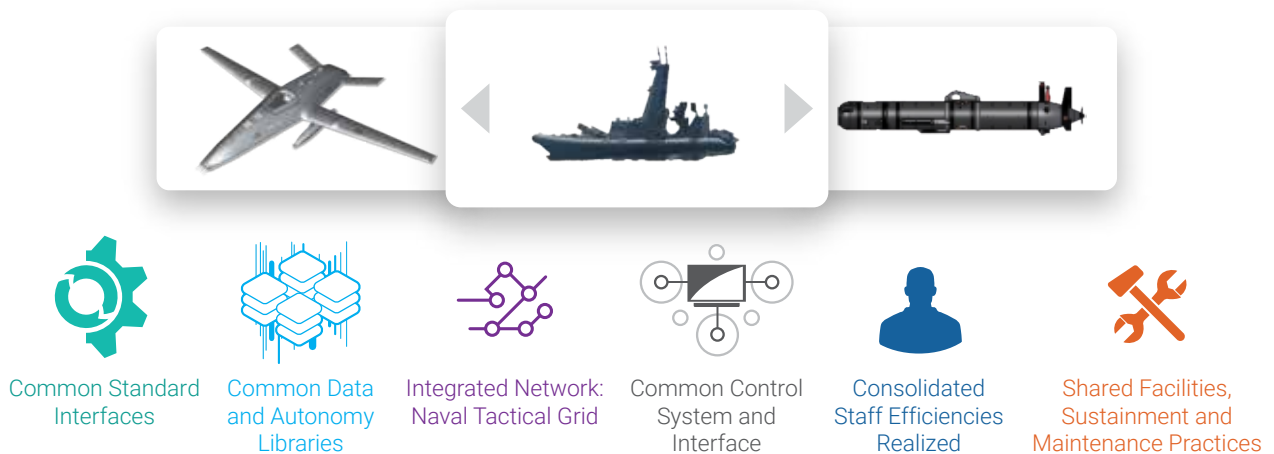 Common Standard
Interfaces
Common Data
and Autonomy
Libraries
Integrated Network:
Naval Tactical Grid
Common Control
System and
Interface
Consolidated
Staff Efficiencies
Realized
Shared Facilities,
Sustainment and
Maintenance Practices